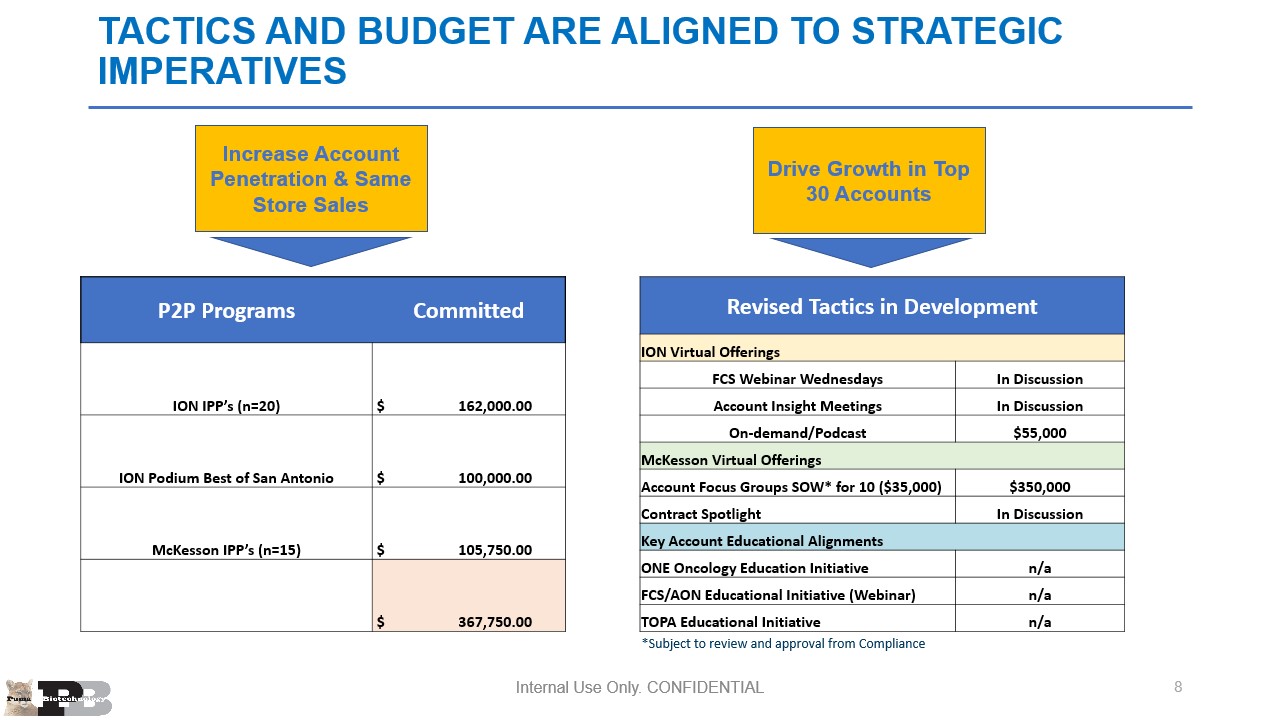 TACTICS AND BUDGET ARE ALIGNED TO STRATEGIC
IMPERATIVES
Increase Account
Penetration & Same
Store Sales
Drive Growth in Top
30 Accounts
P2P Programs Committed
ION IPP’s (n=20) $ 162,000.00
ION Podium Best of San Antonio $ 100,000.00
McKesson IPP’s (n=15) $ 105,750.00
$ 367,750.00
Revised Tactics in Development
ION Virtual Offerings
FCS Webinar Wednesdays In Discussion
Account Insight Meetings In Discussion
On-demand/Podcast $55,000
McKesson Virtual Offerings
Account Focus Groups SOW* for 10 ($35,000) $350,000
Contract Spotlight In Discussion
Key Account Educational Alignments
ONE Oncology Education Initiative n/a
FCS/AON Educational Initiative (Webinar) n/a
TOPA Educational Initiative n/a
*Subject to review and approval from Compliance
Puma Biotechnology
Internal Use Only. CONFIDENTIAL
8